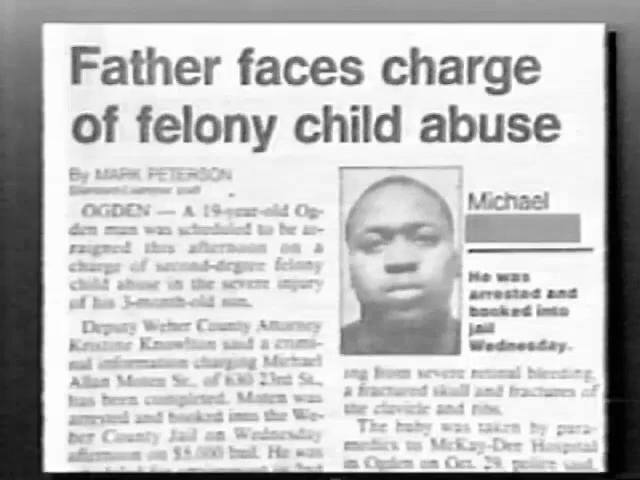 Father faces charge
of felony child abuse
By MARK PETERSON
OGDEN — A 19-year-old Og-
den man was scheduled to be ar-
raigned this afternoon on a
charge of second-degree felony
child abuse in the severe injury
of his 3-month-old son.
Deputy Weber County Attorney
Kristine Knowlton said a crimi-
nal information charging Michael
Allan Moten Sr., of 630 23rd St.,
has been completed. Moten was
arrested and booked into the We-
ber County Jail on Wednesday
afternoon on $5,000 bail. He was
Michael
He was
arrested and
booked into
jail
Wednesday.
ing from severe retinal bleeding,
a fractured skull and fractures of
the clavicle and ribs.
The baby was taken by para-
medics to McKay-Dee Hospital
in Ogden on Oct. 29, police said.